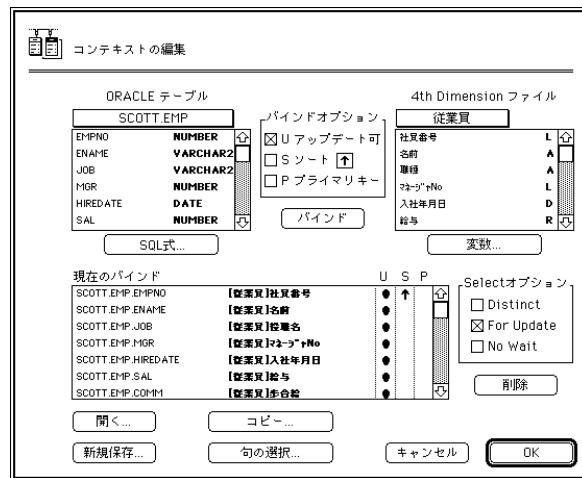 コンテキストの編集
ORACLE テーブル
4th Dimension ファイル
SCOTT.EMP
従業員
EMPNO NUMBER
ENAME VARCHAR2
JOB VARCHAR2
MGR NUMBER
HIREDATE DATE
SAL NUMBER
バインドオプション
U アップデート可
S ソート
P プライマリキー
バインド
社員番号 L
名前 A
職種 A
マネージャNo L
入社年月日 D
給与 R
SQL式...
変数...
現在のバインド U S P
SCOTT.EMP.EMPNO [従業員]社員番号
SCOTT.EMP.ENAME [従業員]名前
SCOTT.EMP.JOB [従業員]役職名
SCOTT.EMP.MGR [従業員]マネージャNo
SCOTT.EMP.HIREDATE [従業員]入社年月日
SCOTT.EMP.SAL [従業員]給与
SCOTT.EMP.COMM [従業員]歩合給
Selectオプション
Distinct
For Update
No Wait
削除
開く...
コピー...
新規保存...
句の選択...
キャンセル
OK